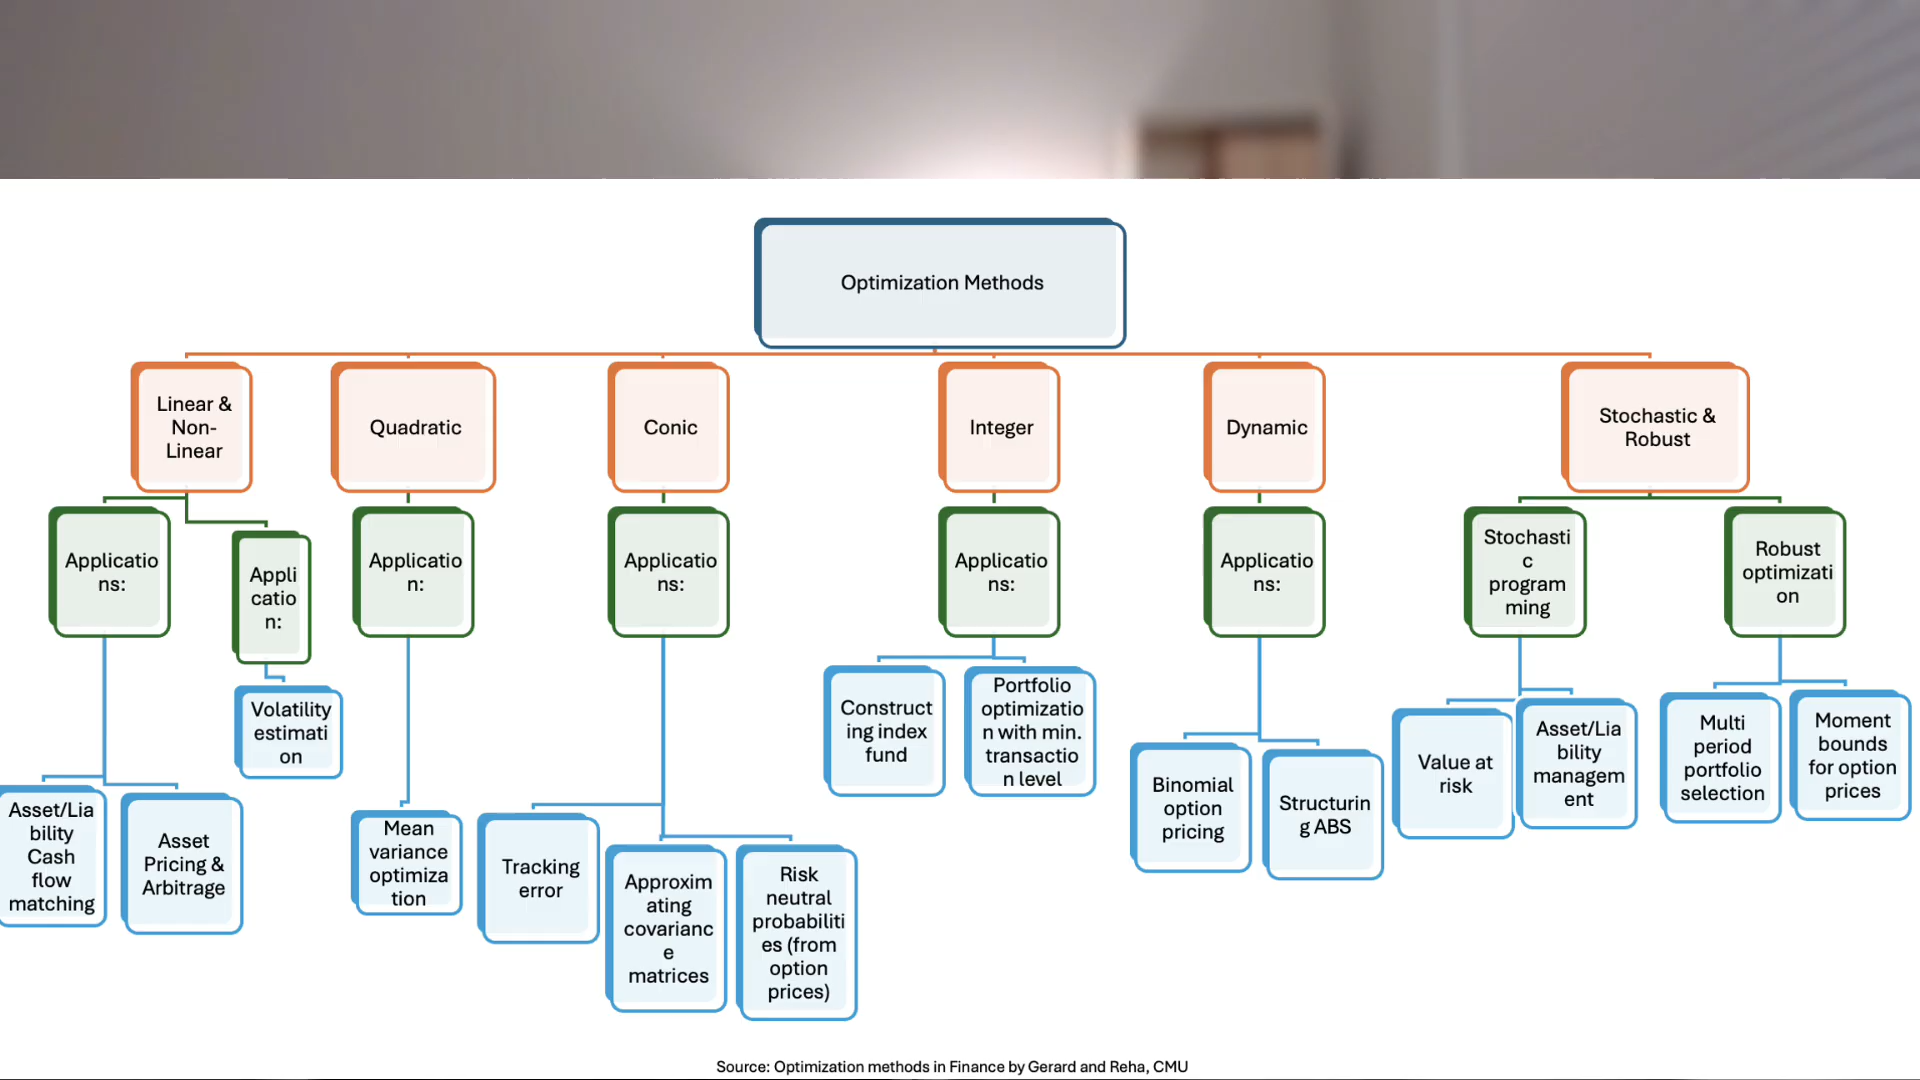 Optimization Methods
Linear &
Non-
Linear
Quadratic
Conic
Integer
Dynamic
Stochastic &
Robust
Applicatio
ns:
Appli
catio
n:
Applicatio
n:
Applicatio
ns:
Applicatio
ns:
Applicatio
ns:
Stochasti
c
program
ming
Robust
optimizati
on
Asset/Lia
bility
Cash
flow
matching
Asset
Pricing &
Arbitrage
Volatility
estimati
on
Mean
variance
optimiza
tion
Tracking
error
Approxim
ating
covarianc
e
matrices
Risk
neutral
probabiliti
es (from
option
prices)
Construct
ing index
fund
Portfolio
optimizatio
n with min.
transactio
n level
Binomial
option
pricing
Structurin
g ABS
Value at
risk
Asset/Lia
bility
managem
ent
Multi
period
portfolio
selection
Moment
bounds
for option
prices
Source: Optimization methods in Finance by Gerard and Reha, CMU